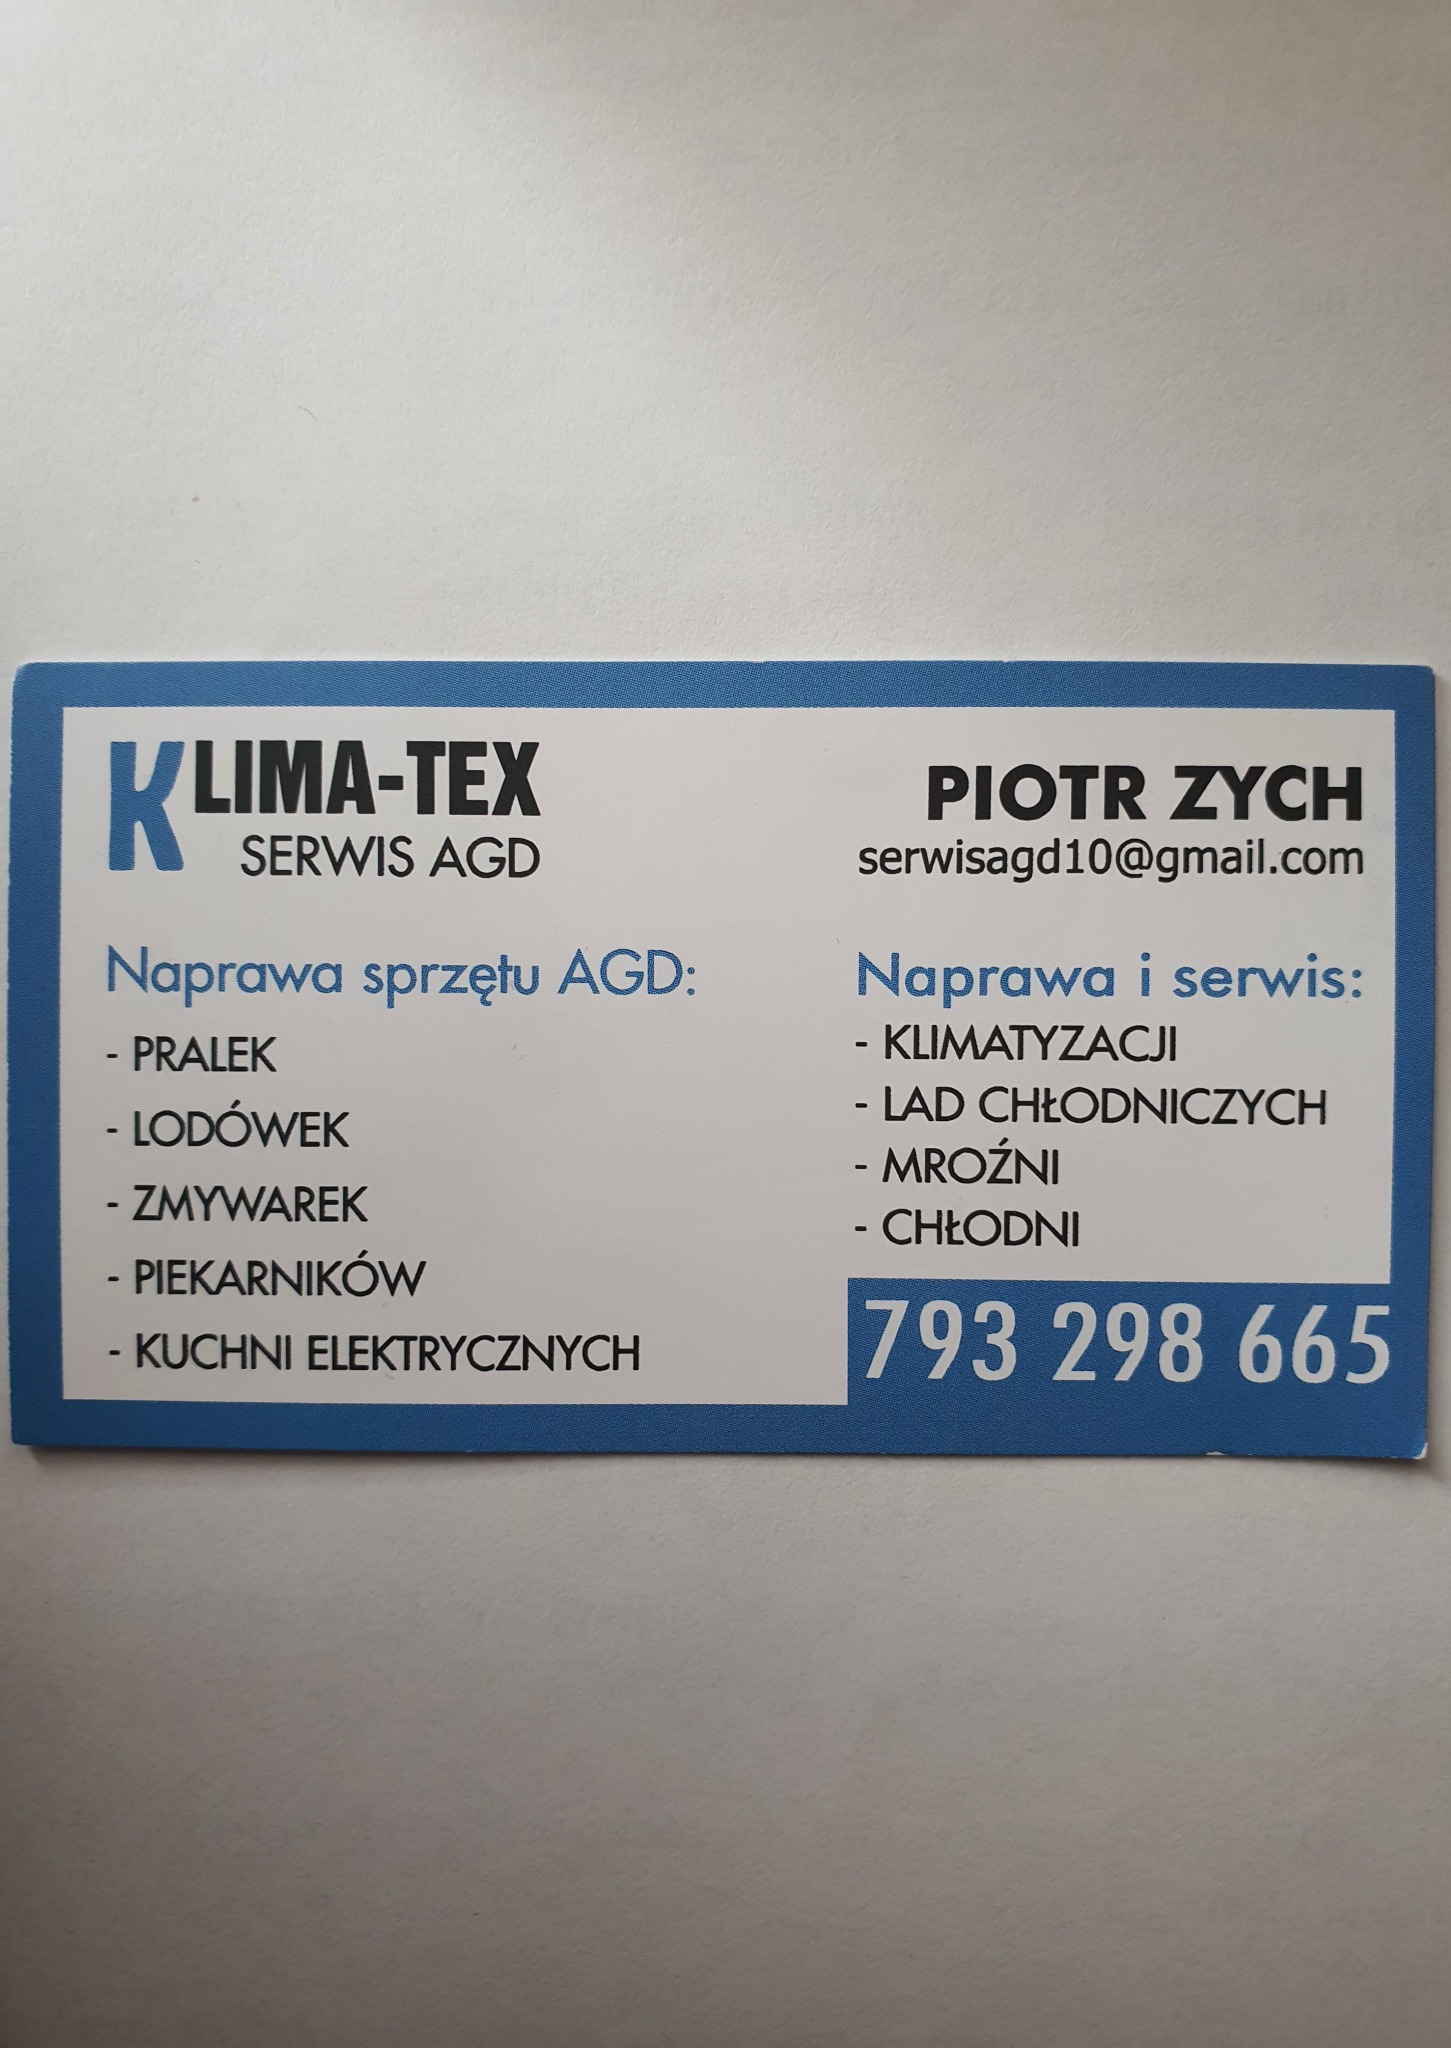 KLIMA-TEX
SERWIS AGD
Naprawa sprzętu AGD:
- PRALEK
- LODÓWEK
- ZMYWAREK
- PIEKARNIKÓW
- KUCHNI ELEKTRYCZNYCH
PIOTR ZYCH
serwisagd10@gmail.com
Naprawa i serwis:
- KLIMATYZACJI
- LAD CHŁODNICZYCH
- MROŹNI
- CHŁODNI
793 298 665